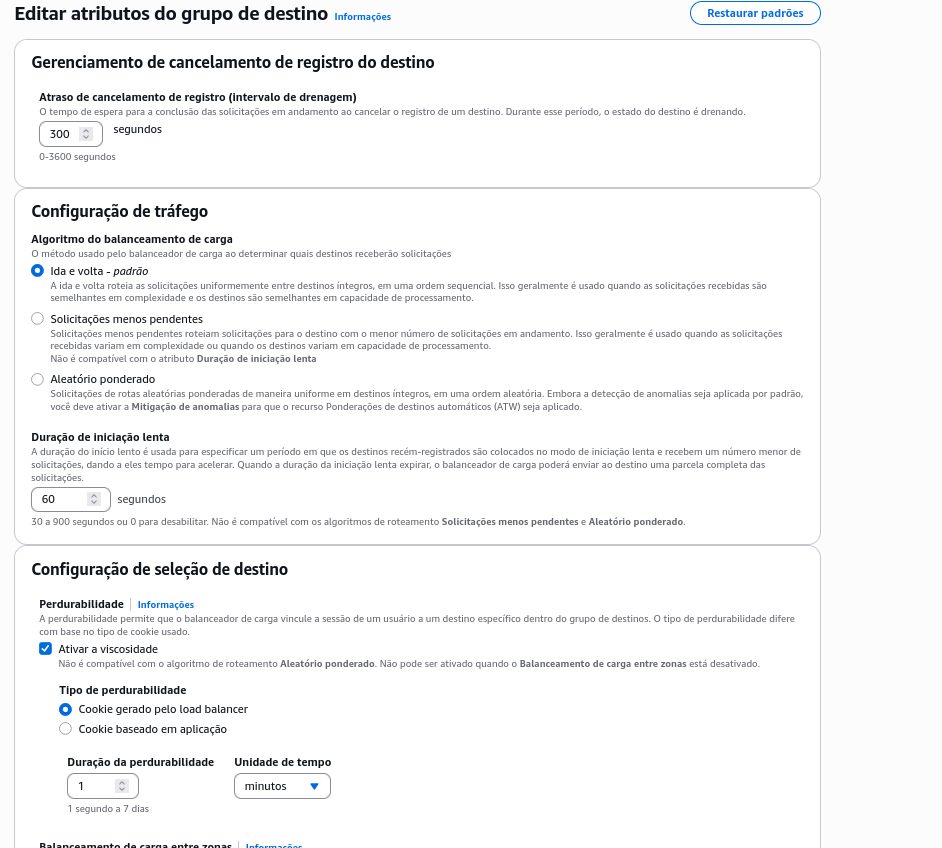 Editar atributos do grupo de destino Informações
Restaurar padrões
Gerenciamento de cancelamento de registro do destino
Atraso de cancelamento de registro (intervalo de drenagem)
O tempo de espera para a conclusão das solicitações em andamento ao cancelar o registro de um destino. Durante esse período, o estado do destino é drenando.
300 segundos
0-3600 segundos
Configuração de tráfego
Algoritmo do balanceamento de carga
O método usado pelo balanceador de carga ao determinar quais destinos receberão solicitações
Ida e volta - padrão
A ida e volta roteia as solicitações uniformemente entre destinos íntegros, em uma ordem sequencial. Isso geralmente é usado quando as solicitações recebidas são
semelhantes em complexidade e os destinos são semelhantes em capacidade de processamento.
Solicitações menos pendentes
Solicitações menos pendentes roteiam solicitações para o destino com o menor número de solicitações em andamento. Isso geralmente é usado quando as solicitações
recebidas variam em complexidade ou quando os destinos variam em capacidade de processamento.
Não é compatível com o atributo Duração de iniciação lenta
Aleatório ponderado
Solicitações de rotas aleatórias ponderadas de maneira uniforme em destinos íntegros, em uma ordem aleatória. Embora a detecção de anomalias seja aplicada por padrão,
você deve ativar a Mitigação de anomalias para que o recurso Ponderações de destinos automáticos (ATW) seja aplicado.
Duração de iniciação lenta
A duração do início lento é usada para especificar um período em que os destinos recém-registrados são colocados no modo de iniciação lenta e recebem um número menor de
solicitações, dando a eles tempo para acelerar. Quando a duração da iniciação lenta expirar, o balanceador de carga poderá enviar ao destino uma parcela completa das
solicitações.
60 segundos
30 a 900 segundos ou 0 para desabilitar. Não é compatível com os algoritmos de roteamento Solicitações menos pendentes e Aleatório ponderado.
Configuração de seleção de destino
Perdurabilidade Informações
A perdurabilidade permite que o balanceador de carga vincule a sessão de um usuário a um destino específico dentro do grupo de destinos. O tipo de perdurabilidade difere
com base no tipo de cookie usado.
Ativar a viscosidade
Não é compatível com o algoritmo de roteamento Aleatório ponderado. Não pode ser ativado quando o Balanceamento de carga entre zonas está desativado.
Tipo de perdurabilidade
Cookie gerado pelo load balancer
Cookie baseado em aplicação
Duração da perdurabilidade Unidade de tempo
1 minutos
1 segundo a 7 dias
Balanceamento de carga entre zonas Informações